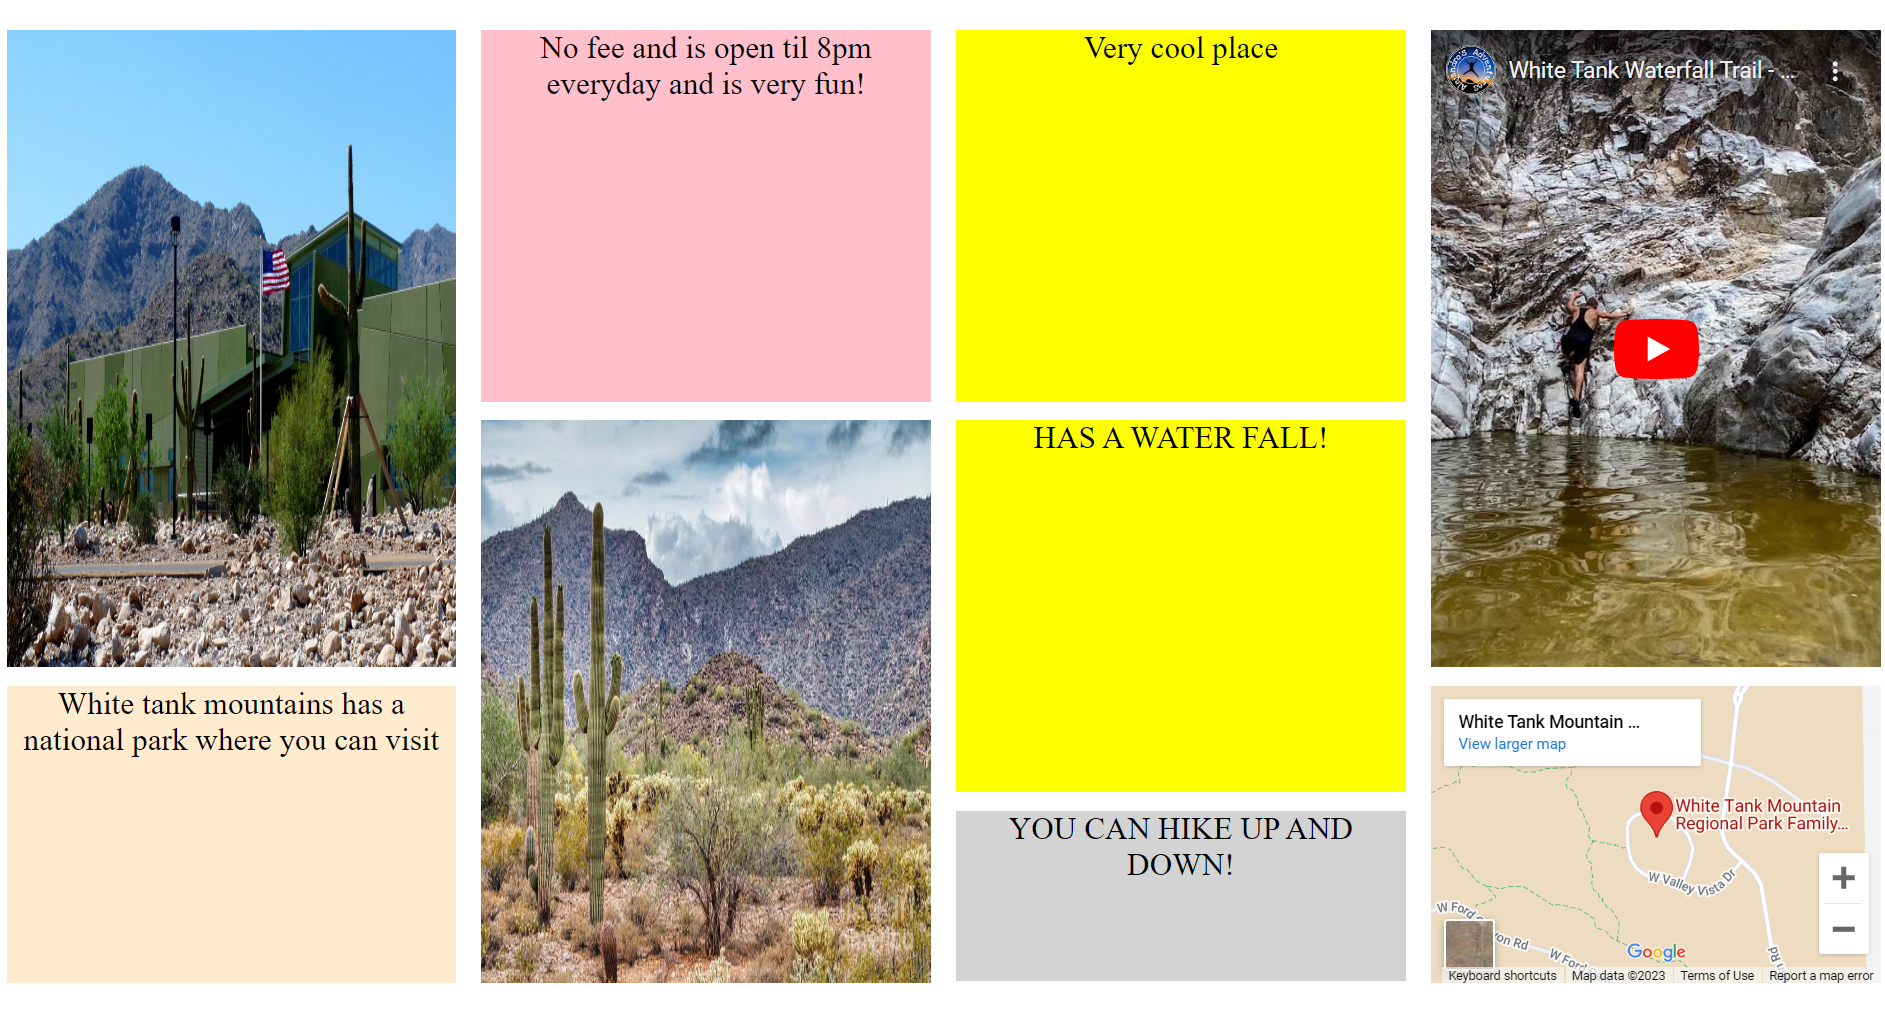 White tank mountains has a
national park where you can visit
No fee and is open til 8pm
everyday and is very fun!
Very cool place
HAS A WATER FALL!
YOU CAN HIKE UP AND
DOWN!
White Tank Waterfall Trail - ...
White Tank Mountain ...
View larger map
White Tank Mountain
Regional Park Family...
W Valley Vista Dr
W Ford
yon Rd
W Ford
Rd
Google
Keyboard shortcuts
Map data ©2023
Terms of Use
Report a map error